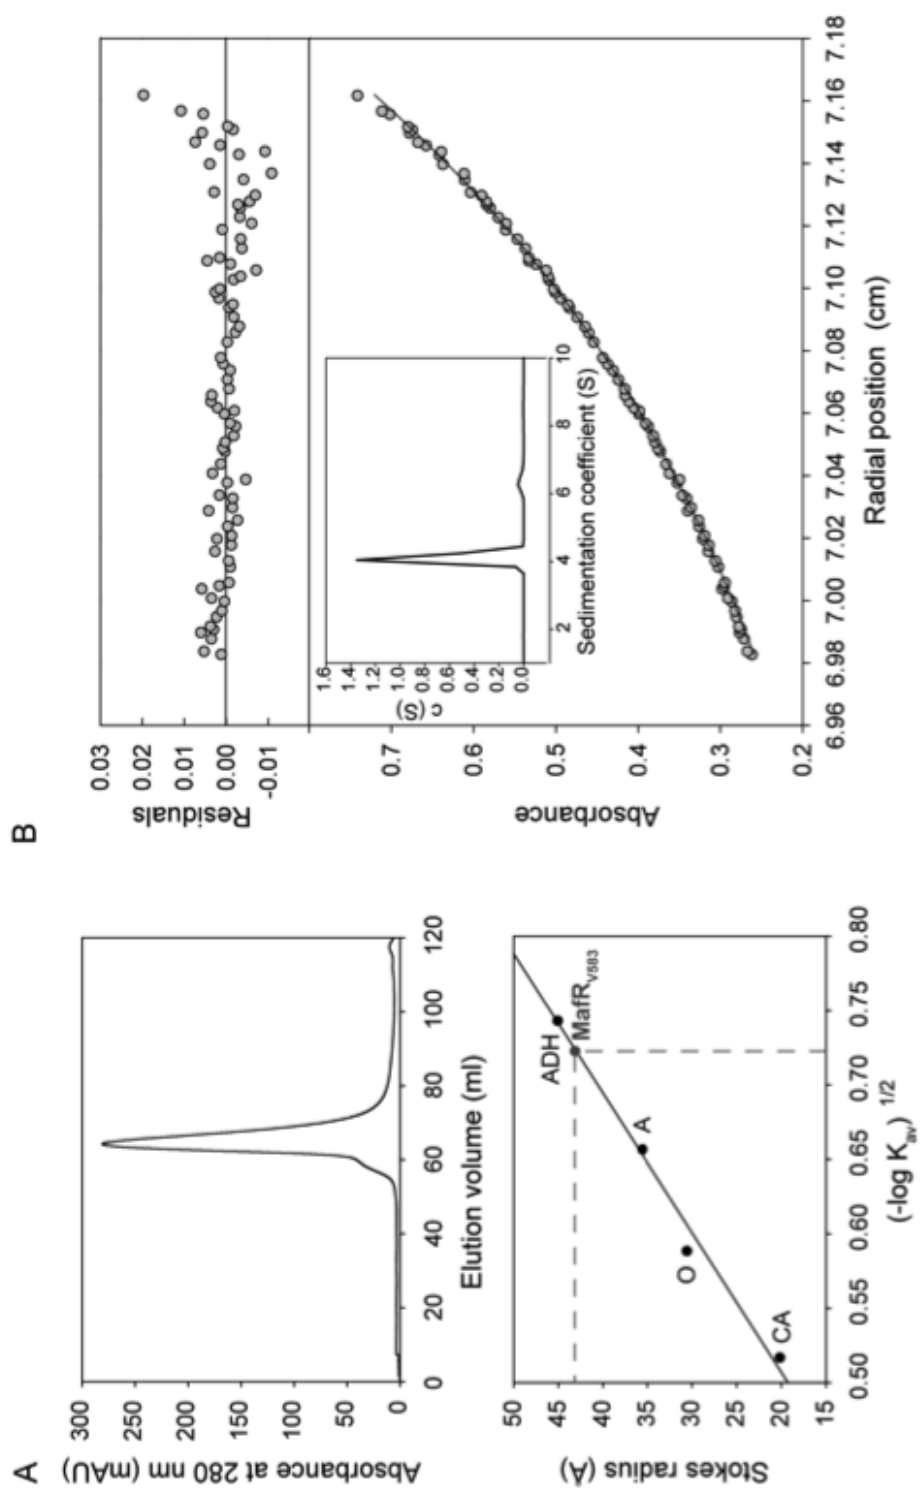 A
Absorbance at 280 nm (mAU)
300
250
200
150
100
50
0
0 20 40 60 80 100 120
Elution volume (ml)
Stokes radius (Å)
50
45
40
35
30
25
20
15
ADH
MafR V583
A
O
CA
0.50 0.55 0.60 0.65 0.70 0.75 0.80
(-log Kav) 1/2
B
Residuals
0.03
0.02
0.01
0.00
-0.01
Absorbance
0.7
0.6
0.5
0.4
0.3
0.2
c (S)
1.6
1.4
1.2
1.0
0.8
0.6
0.4
0.2
0.0
2 4 6 8 10
Sedimentation coefficient (S)
6.96 6.98 7.00 7.02 7.04 7.06 7.08 7.10 7.12 7.14 7.16 7.18
Radial position (cm)